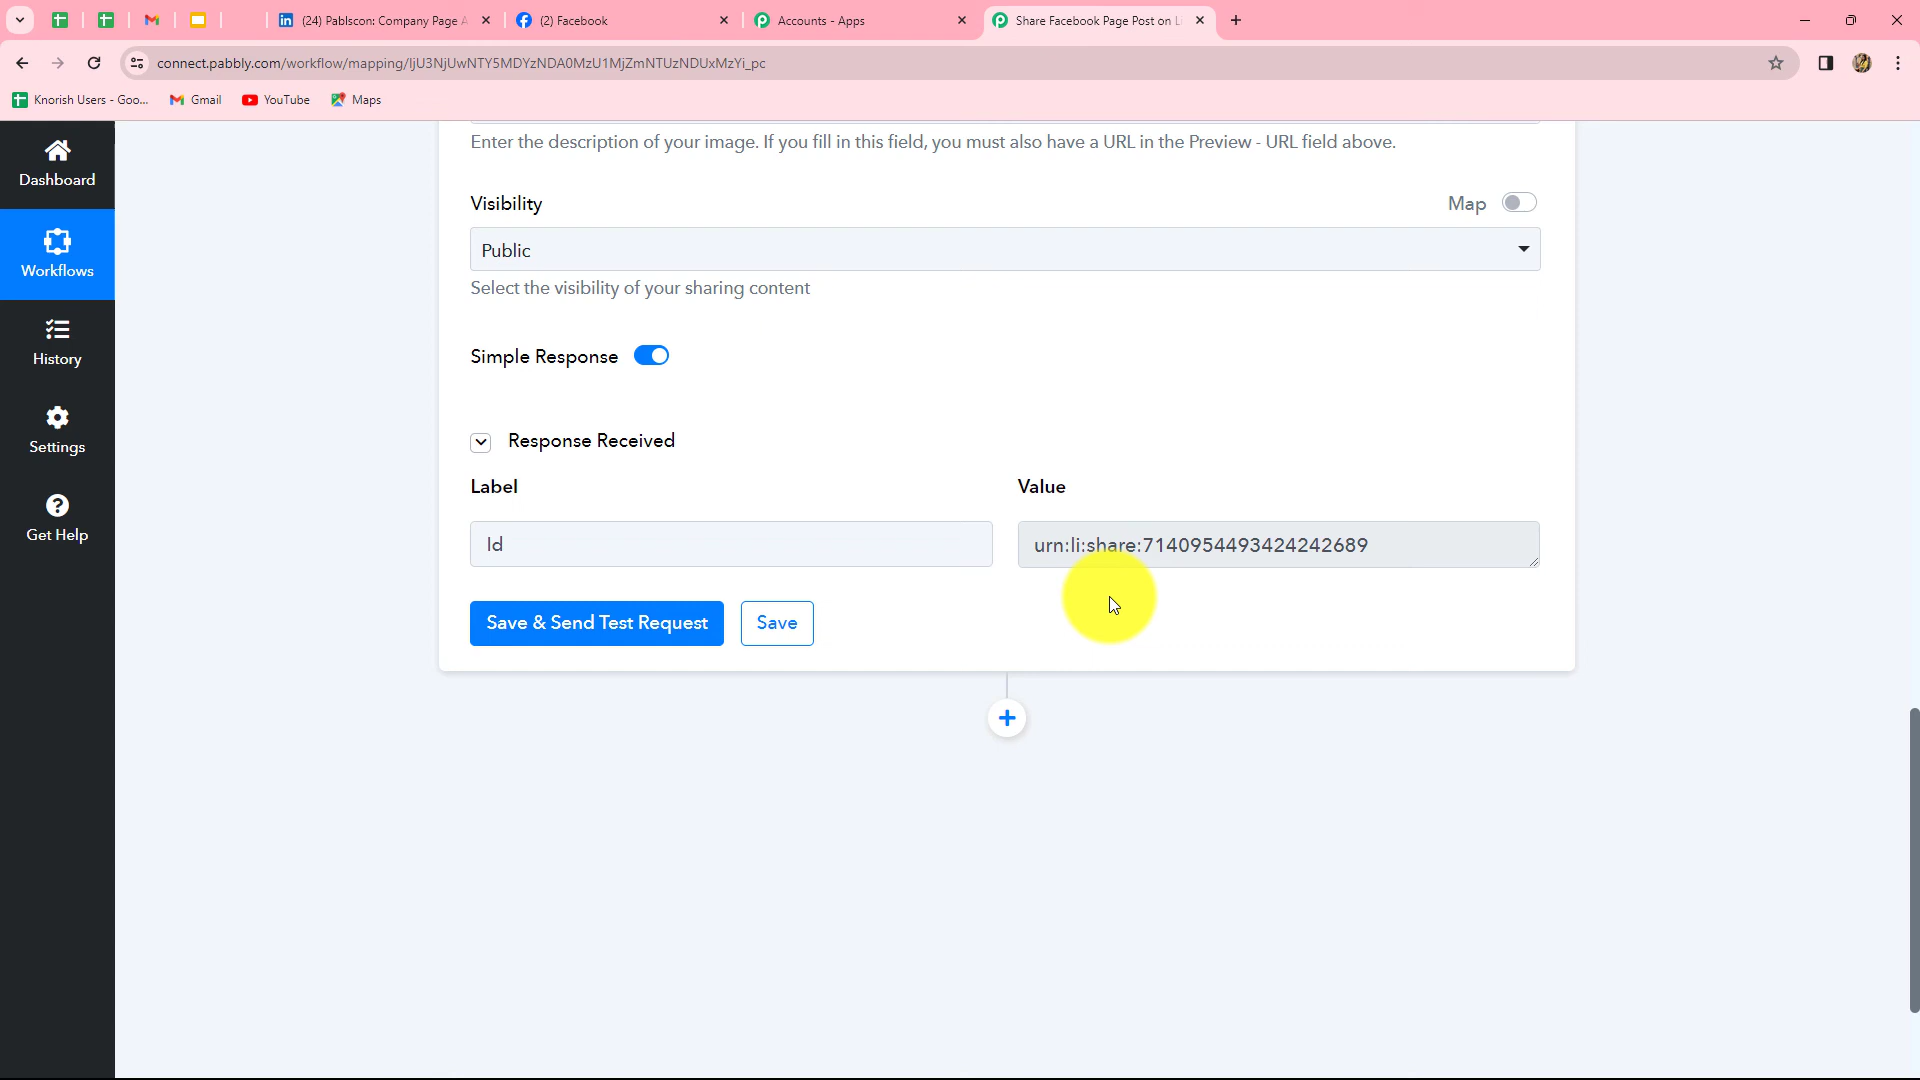 (24) Pablscon: Company Page A
(2) Facebook
Accounts - Apps
Share Facebook Page Post on Li
connect.pabbly.com/workflow/mapping/IjU3NjUwNTY5MDYzNDA0MzU1MjZmNTUzNDUxMzYi_pc
Knorish Users - Goo...
Gmail
YouTube
Maps
Dashboard
Workflows
History
Settings
Get Help
Enter the description of your image. If you fill in this field, you must also have a URL in the Preview - URL field above.
Visibility
Map
Public
Select the visibility of your sharing content
Simple Response
Response Received
Label
Value
Id
urn:li:share:7140954493424242689
Save & Send Test Request
Save